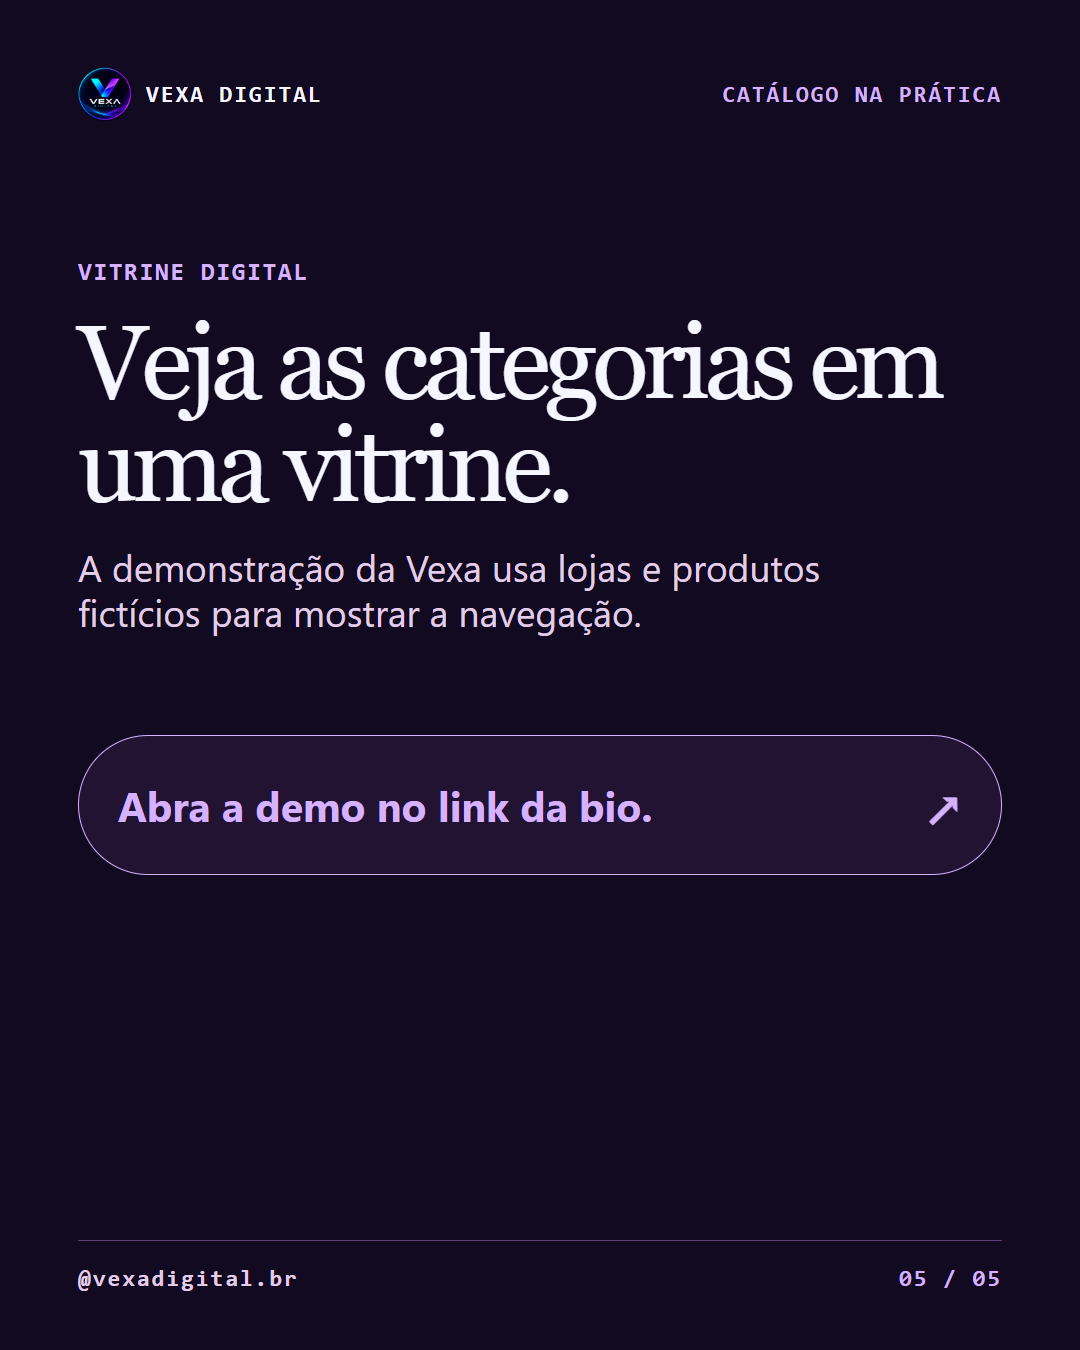 VEXA
VEXA DIGITAL
CATÁLOGO NA PRÁTICA
VITRINE DIGITAL
Veja as categorias em
uma vitrine.
A demonstração da Vexa usa lojas e produtos
fictícios para mostrar a navegação.
Abra a demo no link da bio. ↗
@vexadigital.br
05 / 05